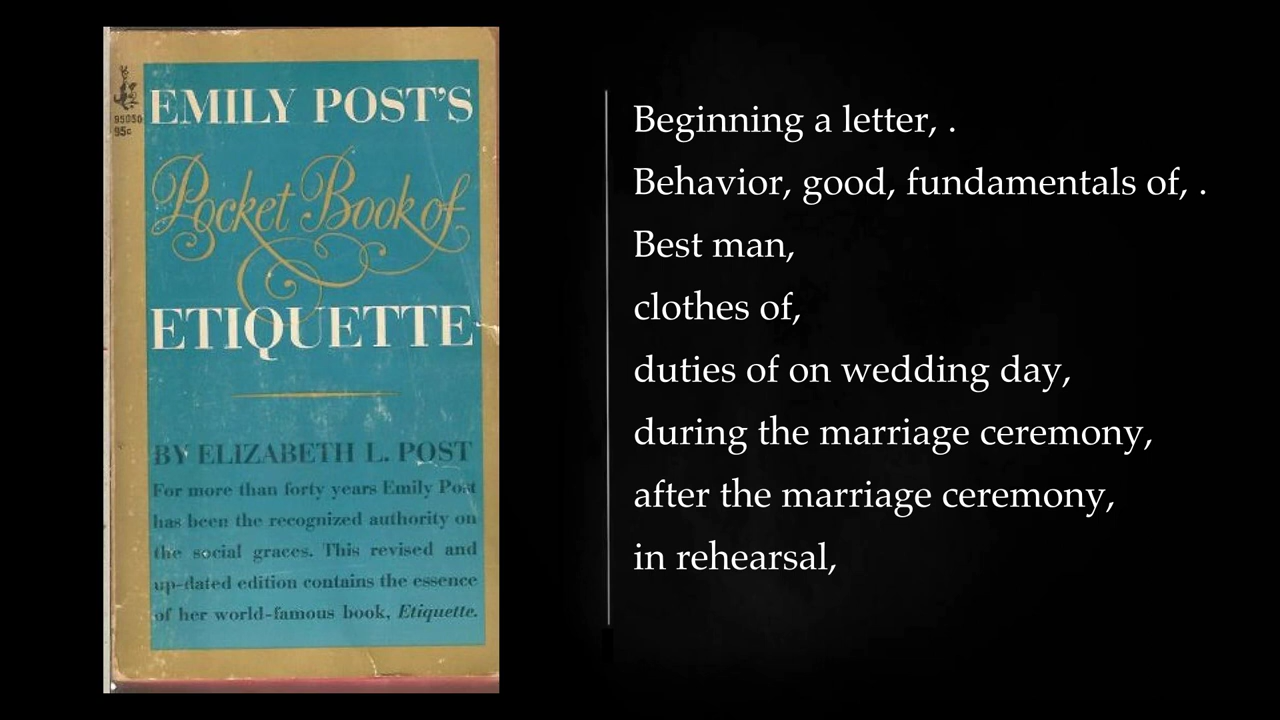 95050
95c
EMILY POST'S
Pocket Book of
ETIQUETTE
BY ELIZABETH L. POST
For more than forty years Emily Post
has been the recognized authority on
the social graces. This revised and
up-dated edition contains the essence
of her world-famous book, Etiquette.
Beginning a letter, .
Behavior, good, fundamentals of, .
Best man,
clothes of,
duties of on wedding day,
during the marriage ceremony,
after the marriage ceremony,
in rehearsal,